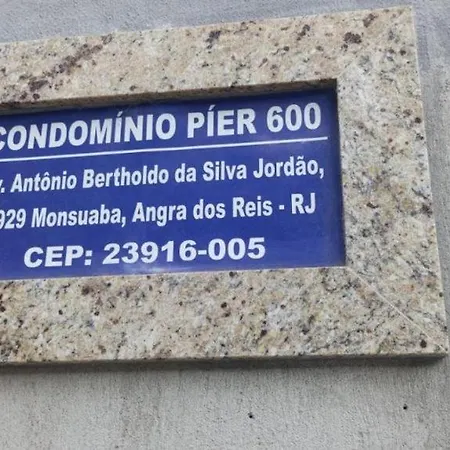 CONDOMÍNIO PÍER 600
. Antônio Bertholdo da Silva Jordão,
929 Monsuaba, Angra dos Reis - RJ
CEP: 23916-005